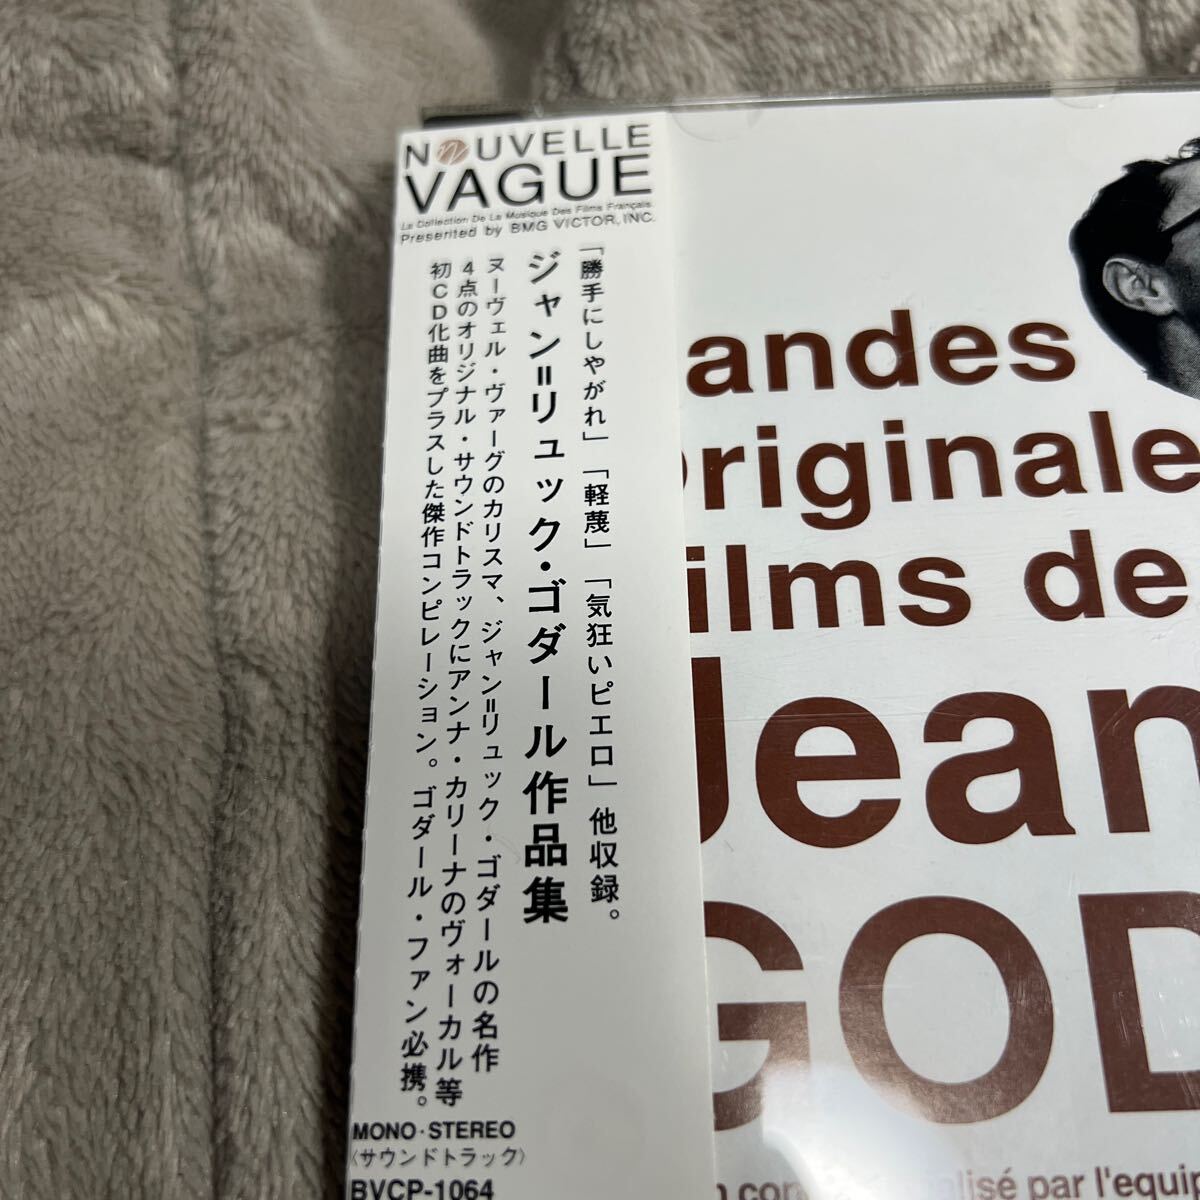 NOUVELLE
VAGUE
La Collection De La Musique Des Films Français
Presented by BMG VICTOR, INC.
「勝手にしやがれ」「軽蔑」「気狂いピエロ」他収録。
ジャン=リュック・ゴダール作品集
ヌーヴェル・ヴァーグのカリスマ、ジャン=リュック・ゴダールの名作
4点のオリジナル・サウンドトラックにアンナ・カリーナのヴォーカル等
初CD化曲をプラスした傑作コンピレーション。ゴダール・ファン必携。
MONO・STEREO
〈サウンドトラック〉
BVCP-1064
andes
riginale
ilms de
Jean
GOD
par l'equip